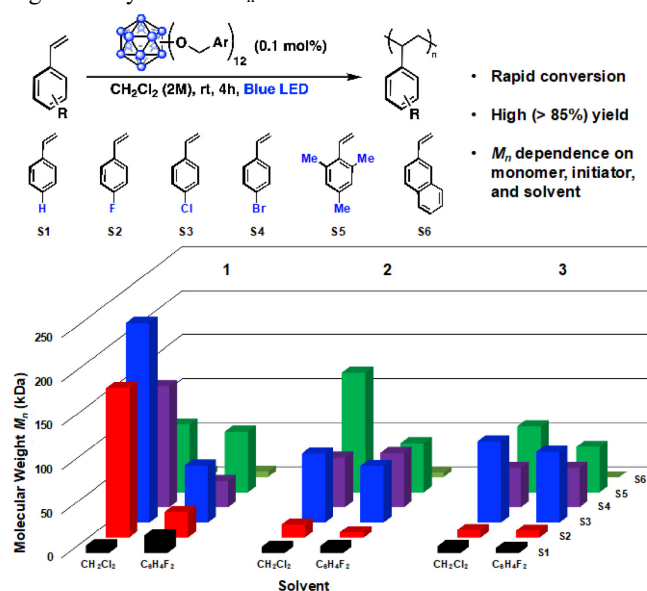 (O Ar)12 (0.1 mol%)
CH2Cl2 (2M), rt, 4h, Blue LED
R
( )n
R
• Rapid conversion
• High (> 85%) yield
• Mn dependence on
monomer, initiator,
and solvent
H
F
Cl
Br
Me Me
Me
S1 S2 S3 S4 S5 S6
1 2 3
Molecular Weight Mn (kDa)
250
200
150
100
50
0
S6
S5
S4
S3
S2
S1
CH2Cl2 C6H4F2 CH2Cl2 C6H4F2 CH2Cl2 C6H4F2
Solvent